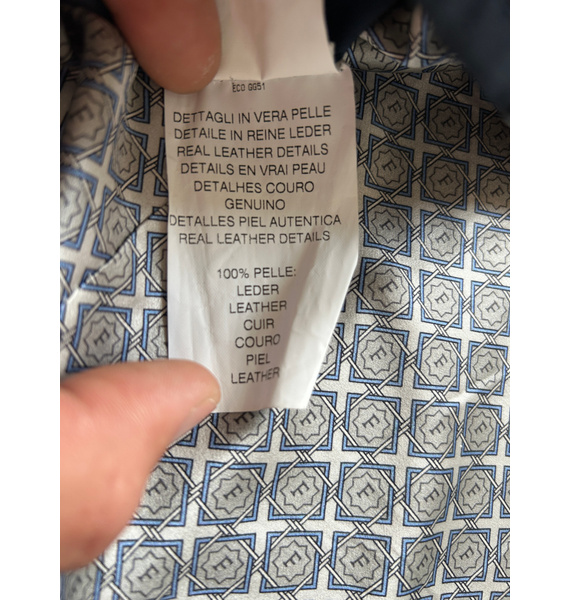 ECO GG51
DETTAGLI IN VERA PELLE
DETAILE IN REINE LEDER
REAL LEATHER DETAILS
DETAILS EN VRAI PEAU
DETALHES COURO
GENUINO
DETALLES PIEL AUTENTICA
REAL LEATHER DETAILS
100% PELLE:
LEDER
LEATHER
CUIR
COURO
PIEL
LEATHER